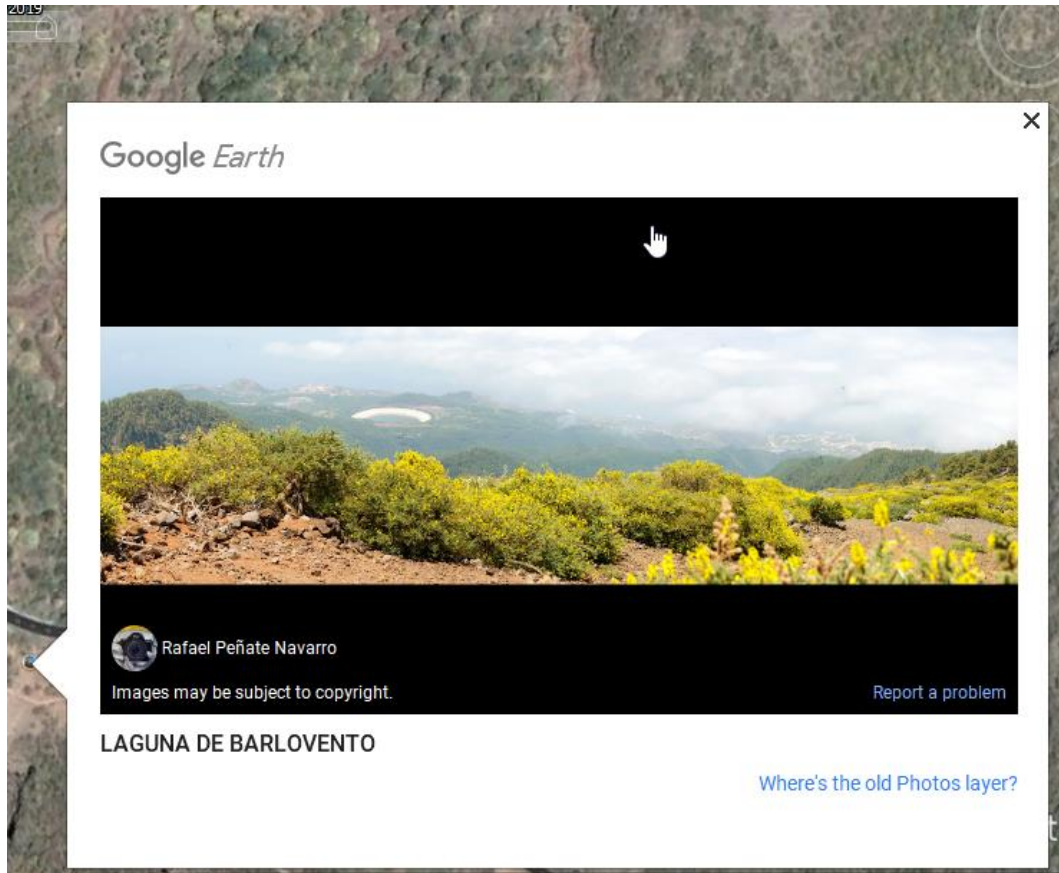 2019
Google Earth
Rafael Peñate Navarro
Images may be subject to copyright.
Report a problem
LAGUNA DE BARLOVENTO
Where's the old Photos layer?
t